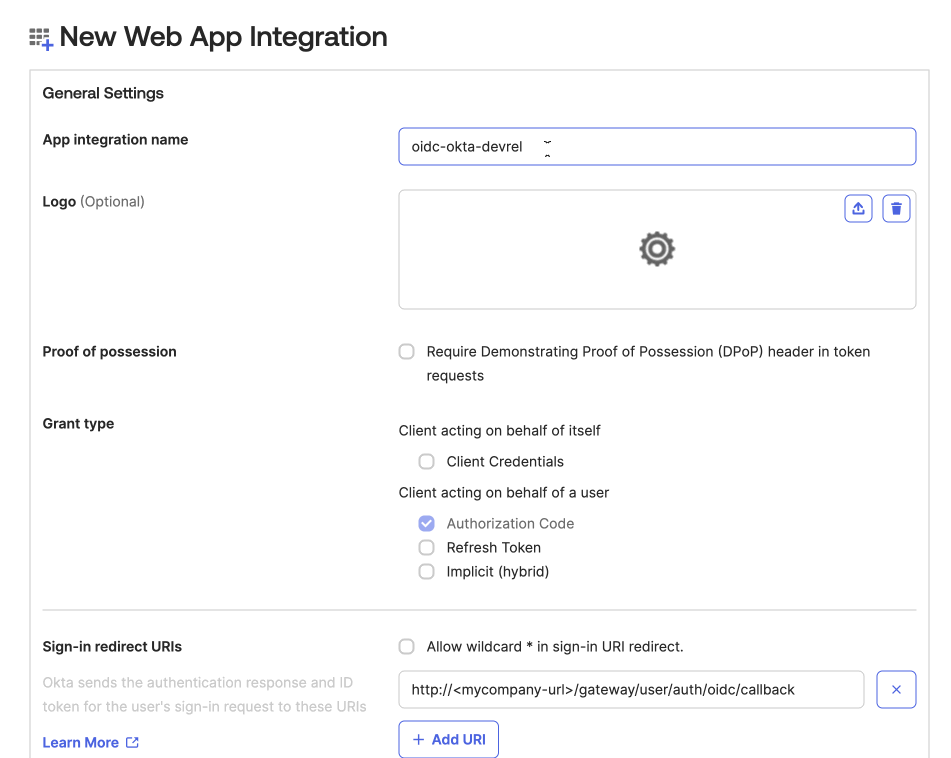 New Web App Integration
General Settings
App integration name
oidc-okta-devrel
Logo (Optional)
Proof of possession
Require Demonstrating Proof of Possession (DPoP) header in token
requests
Grant type
Client acting on behalf of itself
Client Credentials
Client acting on behalf of a user
Authorization Code
Refresh Token
Implicit (hybrid)
Sign-in redirect URIs
Allow wildcard * in sign-in URI redirect.
Okta sends the authentication response and ID
token for the user's sign-in request to these URIs
http://<mycompany-url>/gateway/user/auth/oidc/callback
Learn More
+ Add URI